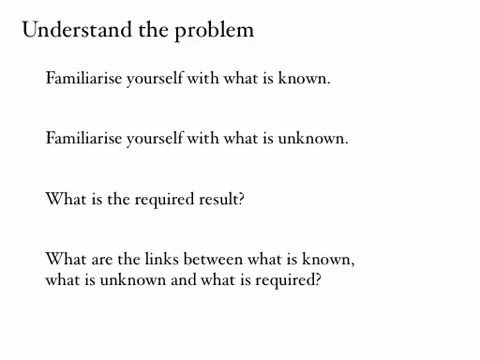 Understand the problem
Familiarise yourself with what is known.
Familiarise yourself with what is unknown.
What is the required result?
What are the links between what is known,
what is unknown and what is required?